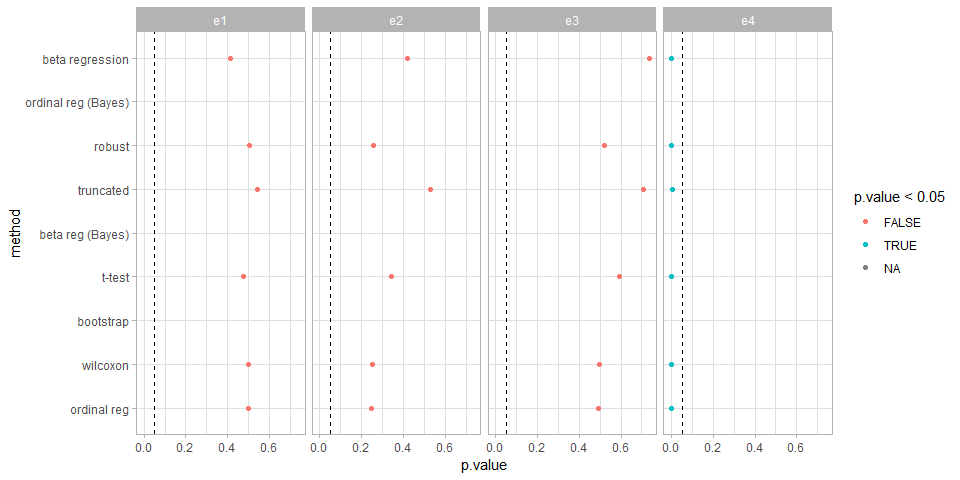 e1 e2 e3 e4
beta regression
ordinal reg (Bayes)
robust
truncated
beta reg (Bayes)
t-test
bootstrap
wilcoxon
ordinal reg
method
0.0 0.2 0.4 0.6 0.0 0.2 0.4 0.6 0.0 0.2 0.4 0.6 0.0 0.2 0.4 0.6
p.value
p.value < 0.05
FALSE
TRUE
NA